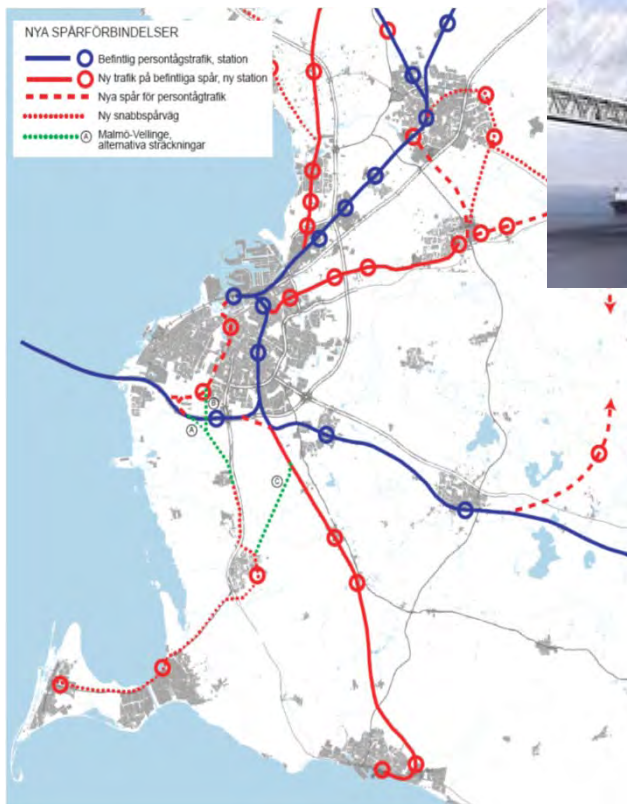 NYA SPÅRFÖRBINDELSER
Befintlig persontågstrafik, station
Ny trafik på befintliga spår, ny station
Nya spår för persontågtrafik
Ny snabbspårväg
A Malmö-Vellinge,
alternativa sträckningar
B
A
C